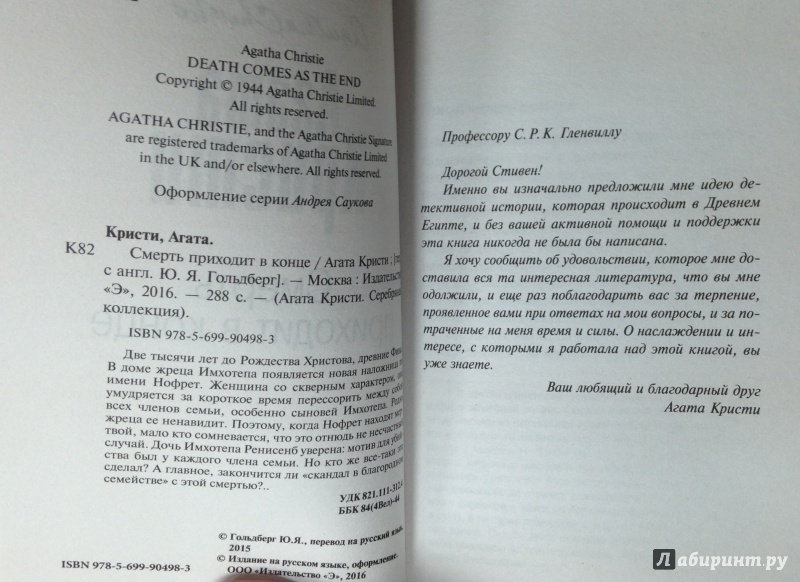 Agatha Christie
DEATH COMES AS THE END
Copyright © 1944 Agatha Christie Limited.
All rights reserved.
AGATHA CHRISTIE, and the Agatha Christie Signature
are registered trademarks of Agatha Christie Limited
in the UK and/or elsewhere. All rights reserved.
Оформление серии Андрея Саукова
Кристи, Агата.
К82
Смерть приходит в конце / Агата Кристи :
с англ. Ю. Я. Гольдберг]. — Москва : Издательство
«Э», 2016. — 288 с. — (Агата Кристи. Серебряная
коллекция).
ISBN 978-5-699-90498-3
Две тысячи лет до Рождества Христова, древние Фивы.
В доме жреца Имхотепа появляется новая наложница
имени Нофрет. Женщина со скверным характером,
умудряется за короткое время перессорить между собой
всех членов семьи, особенно сыновей Имхотепа.
жреца ее ненавидит. Поэтому, когда Нофрет находят
твой, мало кто сомневается, что это отнюдь не несчастный
случай. Дочь Имхотепа Ренисенб уверена: мотив для убий
ства был у каждого члена семьи. Но кто же все-таки это
сделал? А главное, закончится ли «скандал в благородном
семействе» с этой смертью?..
УДК 821.111-312.4
ББК 84(4Вел)-44
© Гольдберг Ю.Я., перевод на русский язык,
2015
© Издание на русском языке, оформление.
ISBN 978-5-699-90498-3
ООО «Издательство «Э», 2016
Профессору С. Р. К. Гленвиллу
Дорогой Стивен!
Именно вы изначально предложили мне идею де-
тективной истории, которая происходит в Древнем
Египте, и без вашей активной помощи и поддержки
эта книга никогда не была бы написана.
Я хочу сообщить об удовольствии, которое мне до-
ставила вся та интересная литература, что вы мне
одолжили, и еще раз поблагодарить вас за терпение,
проявленное вами при ответах на мои вопросы, и за по-
траченные на меня время и силы. О наслаждении и ин-
тересе, с которыми я работала над этой книгой, вы
уже знаете.
Ваш любящий и благодарный друг
Агата Кристи
Лабиринт.ру